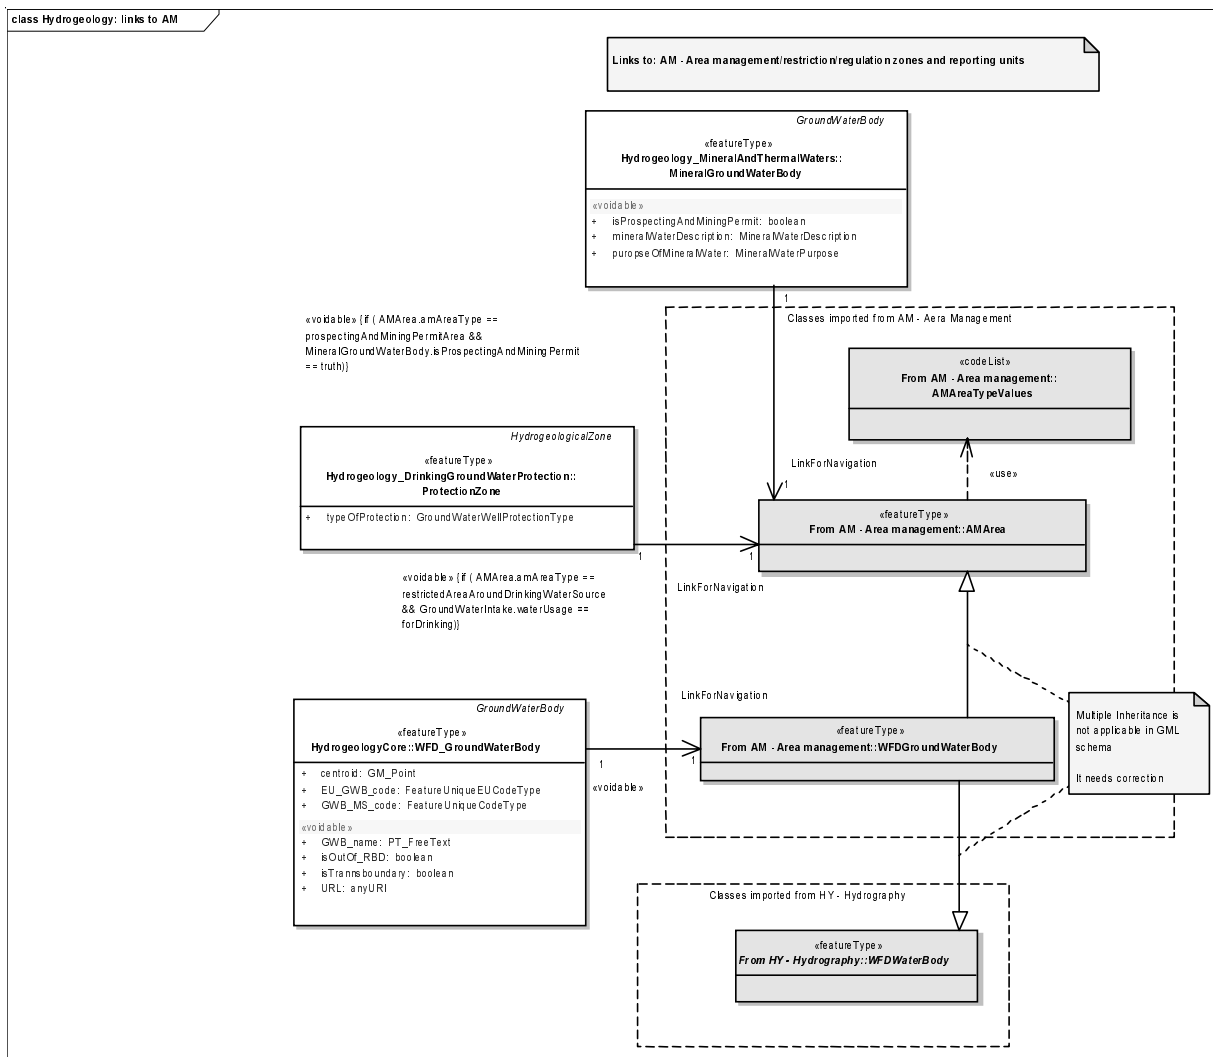 class Hydrogeology: links to AM
Links to: AM - Area management/restriction/regulation zones and reporting units
GroundWaterBody
«featureType»
Hydrogeology_MineralAndThermalWaters::
MineralGroundWaterBody
«voidable»
+ isProspectingAndMiningPermit: boolean
+ mineralWaterDescription: MineralWaterDescription
+ puropseOfMineralWater: MineralWaterPurpose
1
«voidable» {if ( AMArea.amAreaType ==
prospectingAndMiningPermitArea &&
MineralGroundWaterBody.isProspectingAndMiningPermit
== truth)}
Classes imported from AM - Aera Management
«codeList»
From AM - Area management::
AMAreaTypeValues
HydrogeologicalZone
«featureType»
Hydrogeology_DrinkingGroundWaterProtection::
ProtectionZone
+ typeOfProtection: GroundWaterWellProtectionType
LinkForNavigation
1
«use»
«featureType»
From AM - Area management::AMArea
1
1
«voidable» {if ( AMArea.amAreaType ==
restrictedAreaAroundDrinkingWaterSource
&& GroundWaterIntake.waterUsage ==
forDrinking)}
LinkForNavigation
LinkForNavigation
GroundWaterBody
«featureType»
HydrogeologyCore::WFD_GroundWaterBody
+ centroid: GM_Point
+ EU_GWB_code: FeatureUniqueEUCodeType
+ GWB_MS_code: FeatureUniqueCodeType
«voidable»
+ GWB_name: PT_FreeText
+ isOutOf_RBD: boolean
+ isTrannsboundary: boolean
+ URL: anyURI
1
«voidable»
1
«featureType»
From AM - Area management::WFDGroundWaterBody
Multiple Inheritance is
not applicable in GML
schema
It needs correction
Classes imported from HY - Hydrography
«featureType»
From HY - Hydrography::WFDWaterBody